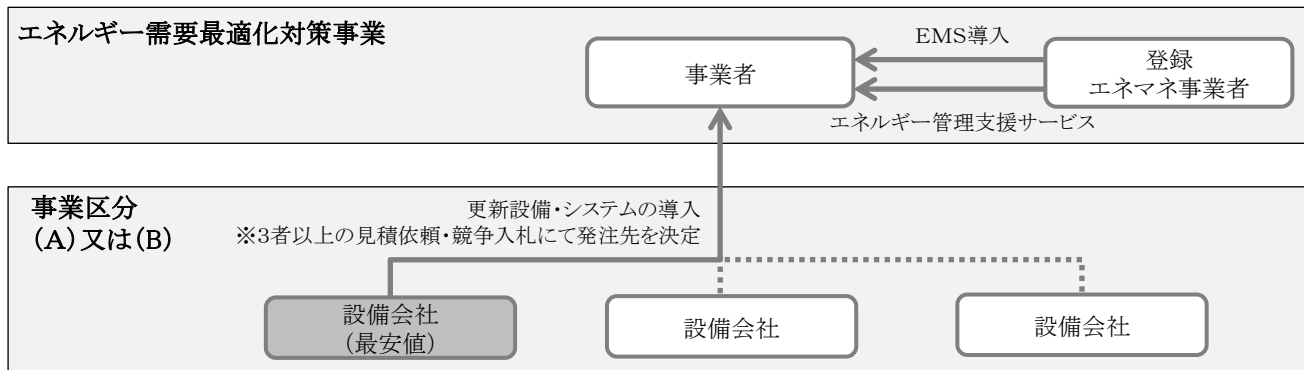 エネルギー需要最適化対策事業
EMS導入
事業者
登録
エネマネ事業者
エネルギー管理支援サービス
事業区分
(A)又は(B)
更新設備・システムの導入
※3者以上の見積依頼・競争入札にて発注先を決定
設備会社
(最安値)
設備会社
設備会社